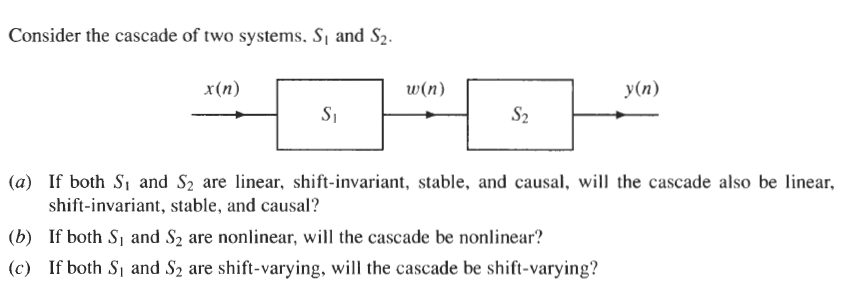 Consider the cascade of two systems. S₁ and S₂.
x(n) w(n) y(n)
S₁ S₂
(a) If both S₁ and S₂ are linear, shift-invariant, stable, and causal, will the cascade also be linear,
shift-invariant, stable, and causal?
(b) If both S₁ and S₂ are nonlinear, will the cascade be nonlinear?
(c) If both S₁ and S₂ are shift-varying, will the cascade be shift-varying?